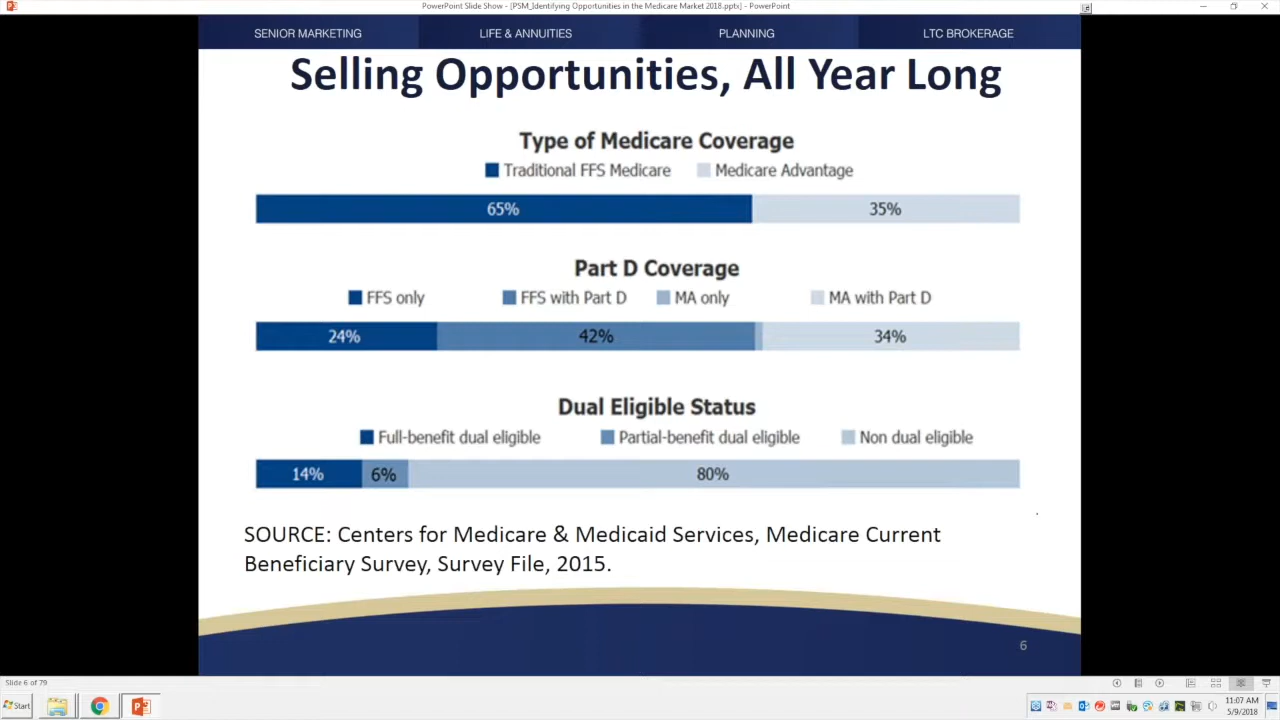 PowerPoint Slide Show - [PSM_Identifying Opportunities in the Medicare Market 2018.pptx] - PowerPoint
SENIOR MARKETING
LIFE & ANNUITIES
PLANNING
LTC BROKERAGE
Selling Opportunities, All Year Long
Type of Medicare Coverage
Traditional FFS Medicare
Medicare Advantage
65%
35%
Part D Coverage
FFS only
FFS with Part D
MA only
MA with Part D
24%
42%
34%
Dual Eligible Status
Full-benefit dual eligible
Partial-benefit dual eligible
Non dual eligible
14%
6%
80%
SOURCE: Centers for Medicare & Medicaid Services, Medicare Current
Beneficiary Survey, Survey File, 2015.
6
Slide 6 of 79
Start
11:07 AM
5/9/2018